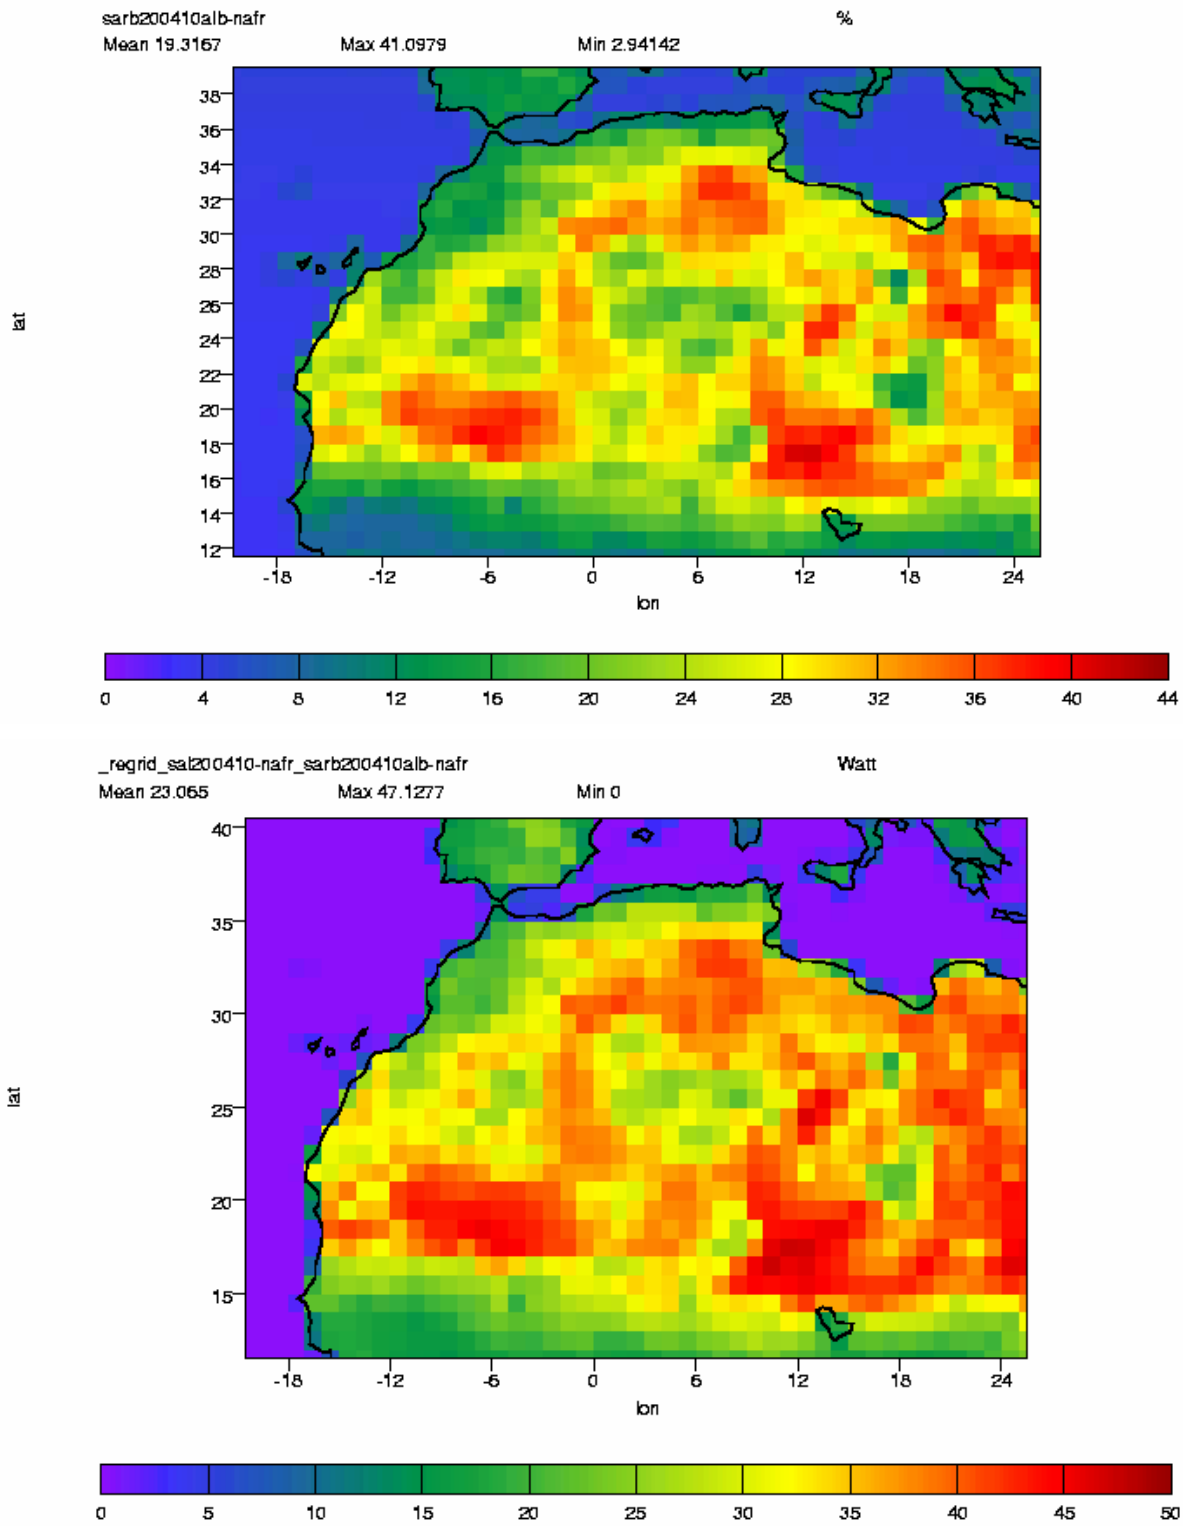 sarb200410alb-nafr %
Mean 19.3167 Max 41.0979 Min 2.94142
38
36
34
32
30
28
26
24
22
20
18
16
14
12
lat
-18 -12 -6 0 6 12 18 24
lon
0 4 8 12 16 20 24 28 32 36 40 44
_regrid_sal200410-nafr_sarb200410alb-nafr Watt
Mean 23.065 Max 47.1277 Min 0
40
35
30
25
20
15
lat
-18 -12 -6 0 6 12 18 24
lon
0 5 10 15 20 25 30 35 40 45 50